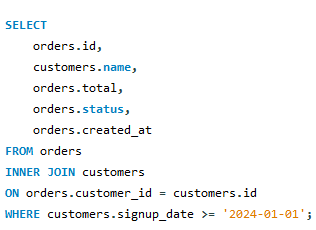 SELECT
    orders.id,
    customers.name,
    orders.total,
    orders.status,
    orders.created_at
FROM orders
INNER JOIN customers
ON orders.customer_id = customers.id
WHERE customers.signup_date >= '2024-01-01';